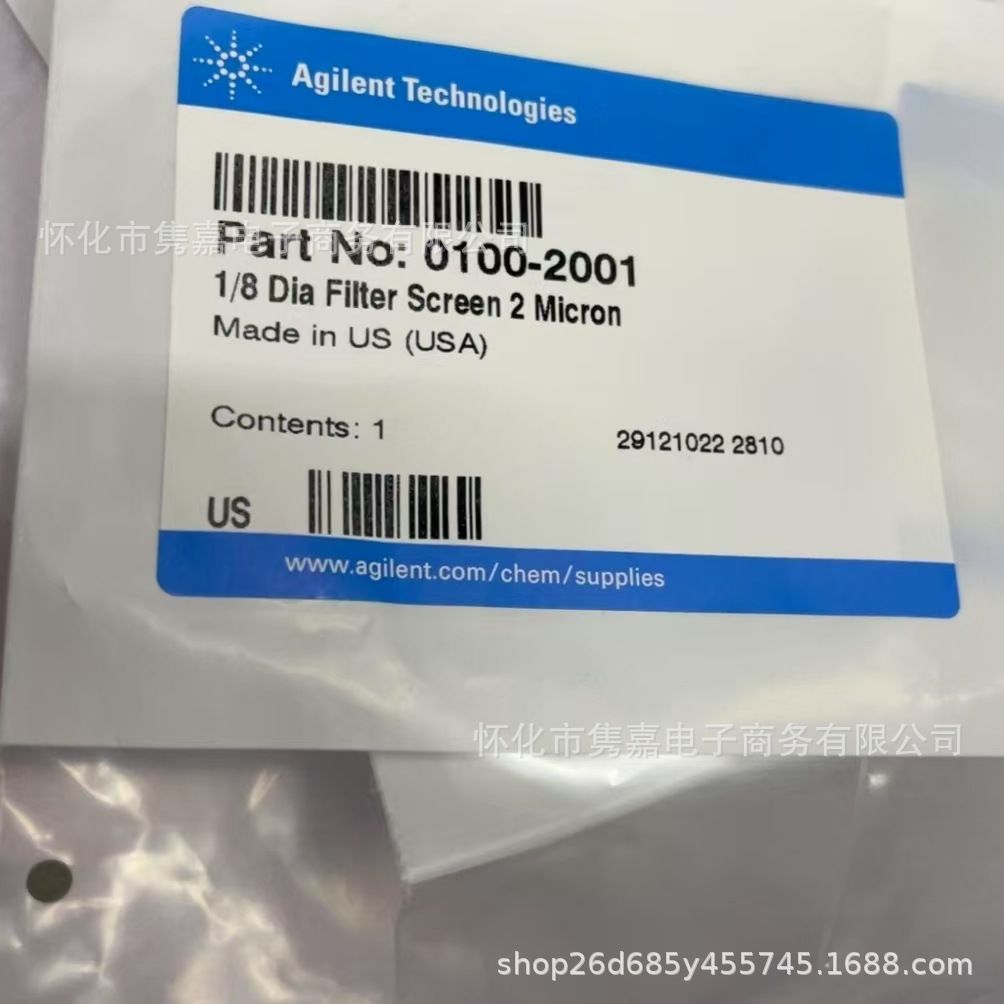 Agilent Technologies
怀化市隽嘉电子商务有限公司
Part No: 0100-2001
1/8 Dia Filter Screen 2 Micron
Made in US (USA)
Contents: 1
29121022 2810
US
www.agilent.com/chem/supplies
怀化市隽嘉电子商务有限公司
shop26d685y455745.1688.com